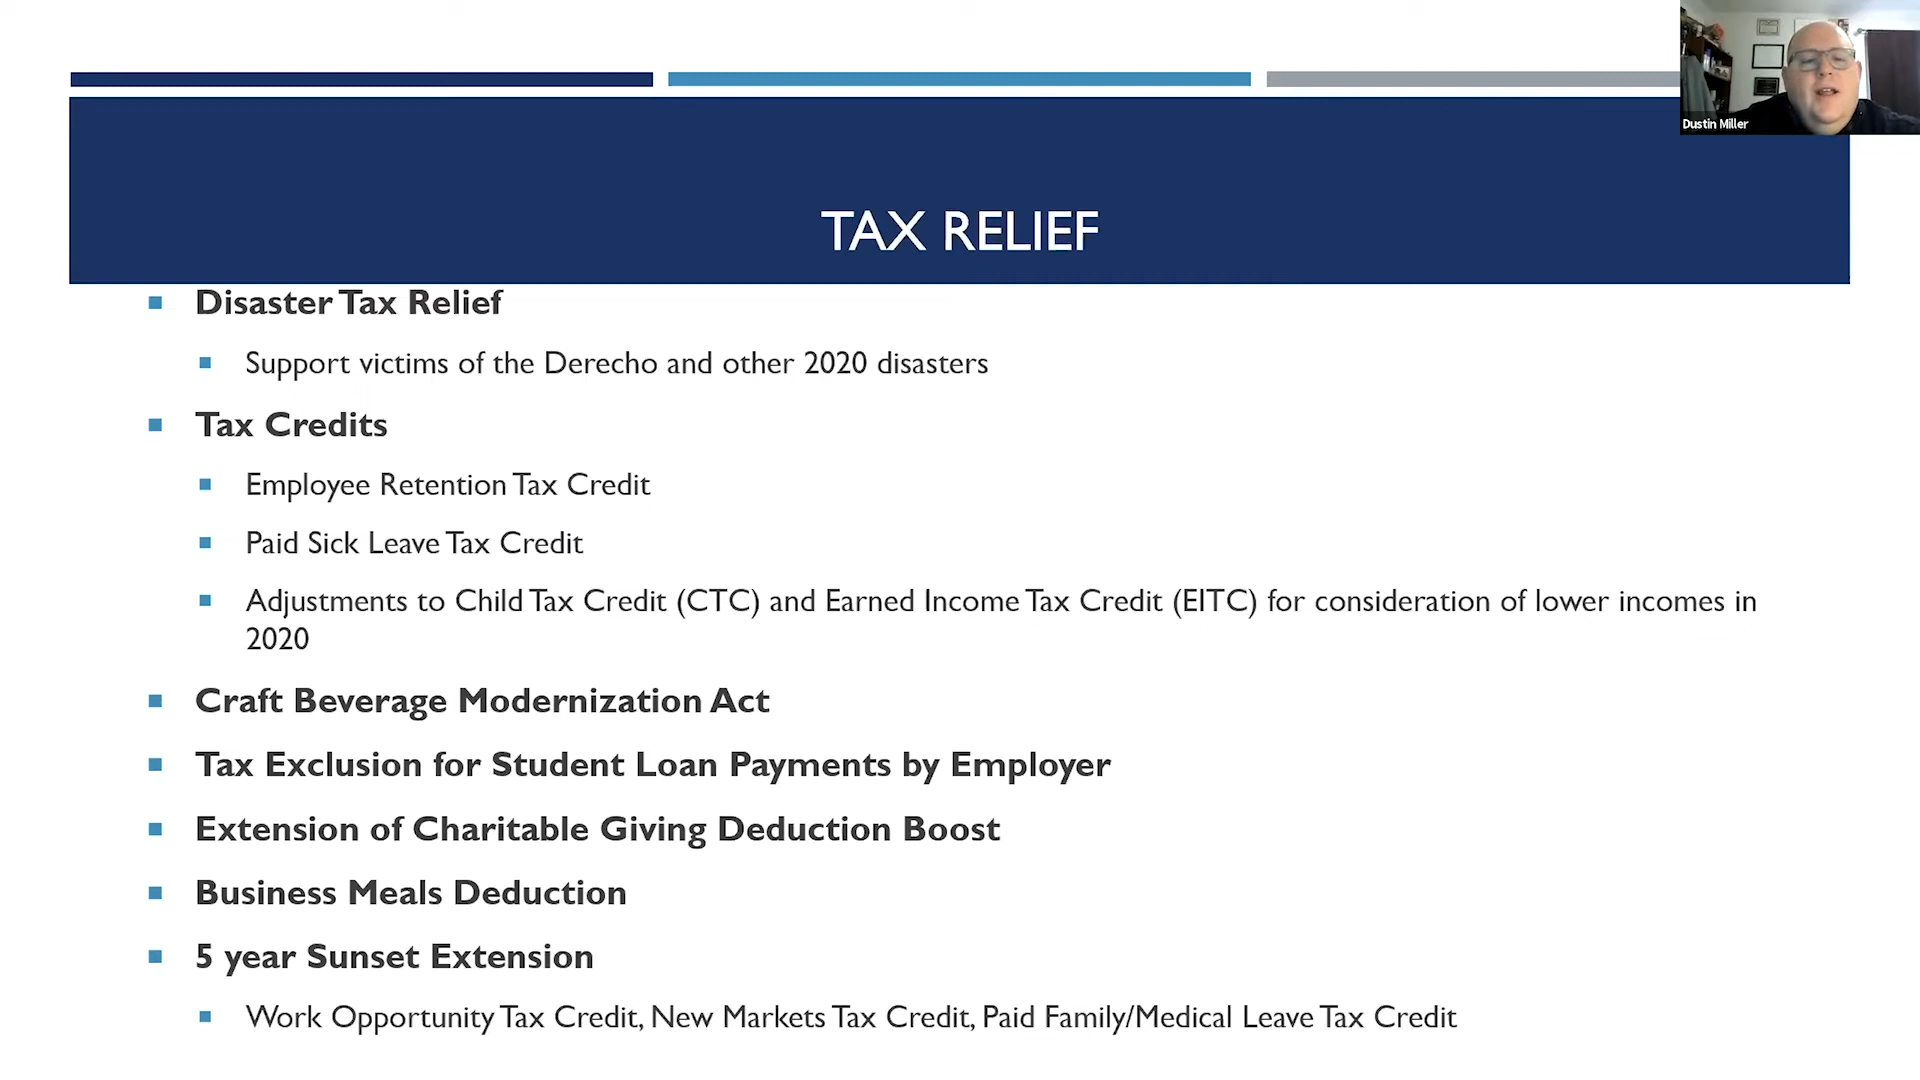 Dustin Miller
TAX RELIEF
Disaster Tax Relief
Support victims of the Derecho and other 2020 disasters
Tax Credits
Employee Retention Tax Credit
Paid Sick Leave Tax Credit
Adjustments to Child Tax Credit (CTC) and Earned Income Tax Credit (EITC) for consideration of lower incomes in
2020
Craft Beverage Modernization Act
Tax Exclusion for Student Loan Payments by Employer
Extension of Charitable Giving Deduction Boost
Business Meals Deduction
5 year Sunset Extension
Work Opportunity Tax Credit, New Markets Tax Credit, Paid Family/Medical Leave Tax Credit